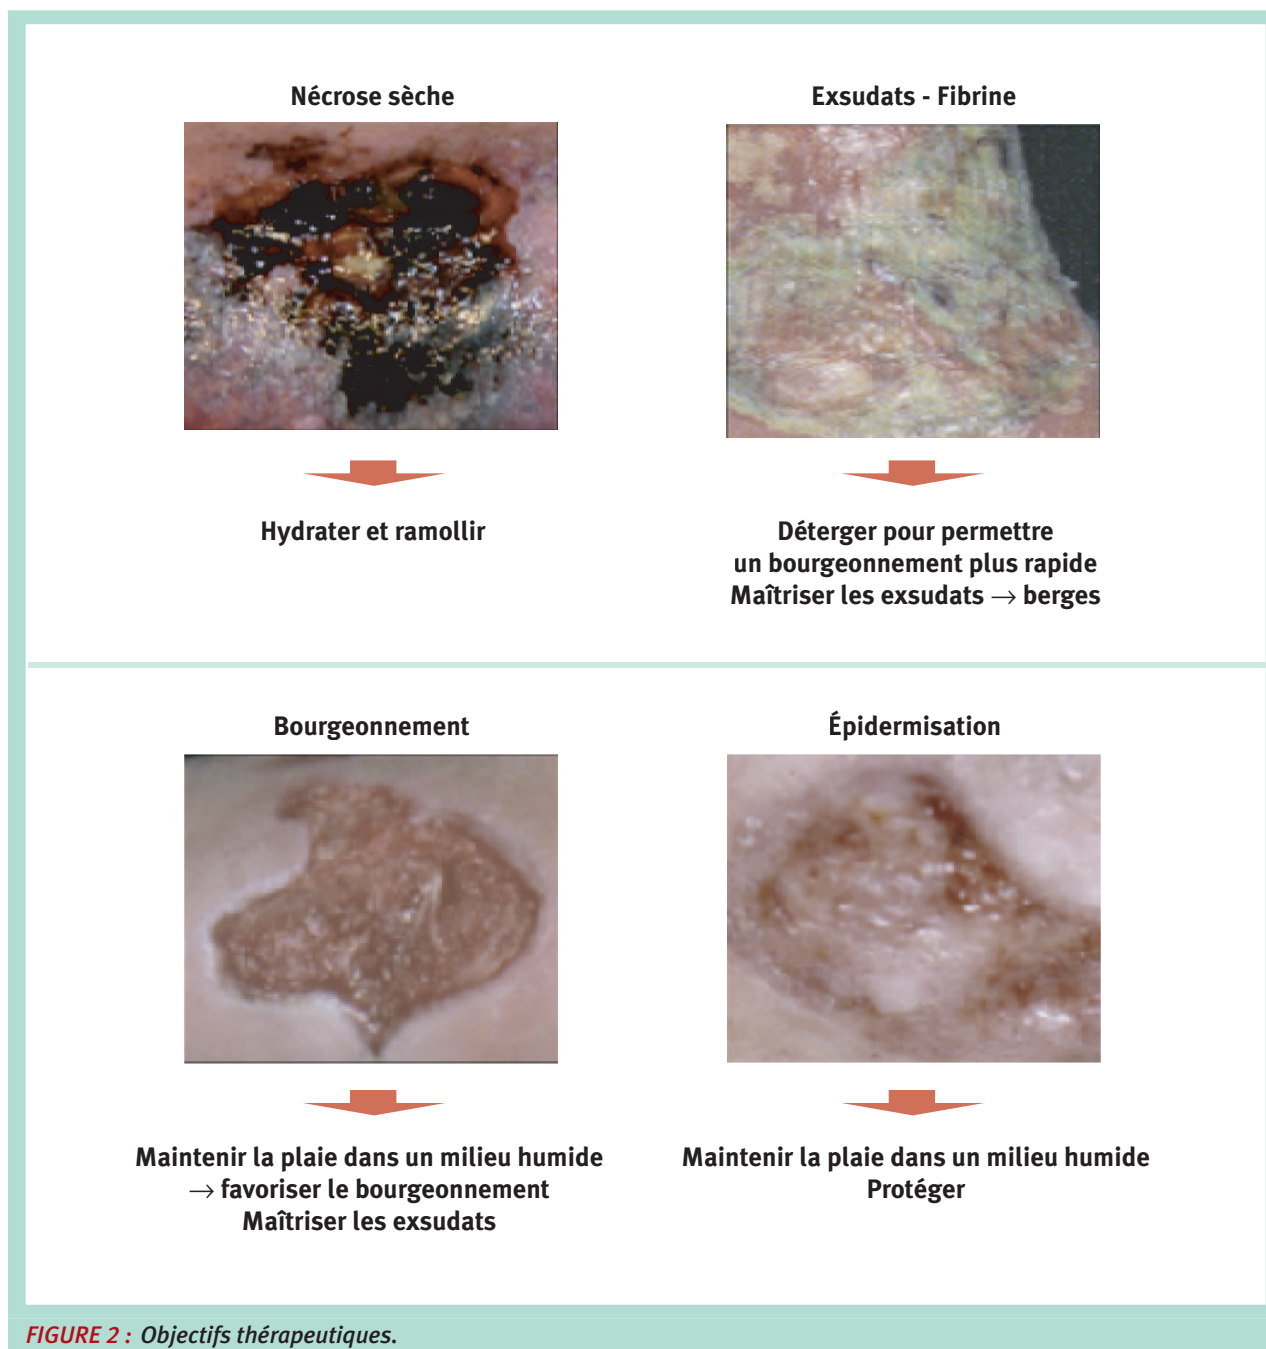 Nécrose sèche
Exsudats - Fibrine
Hydrater et ramollir
Déterger pour permettre
un bourgeonnement plus rapide
Maîtriser les exsudats → berges
Bourgeonnement
Épidermisation
Maintenir la plaie dans un milieu humide
→ favoriser le bourgeonnement
Maîtriser les exsudats
Maintenir la plaie dans un milieu humide
Protéger
FIGURE 2 : Objectifs thérapeutiques.